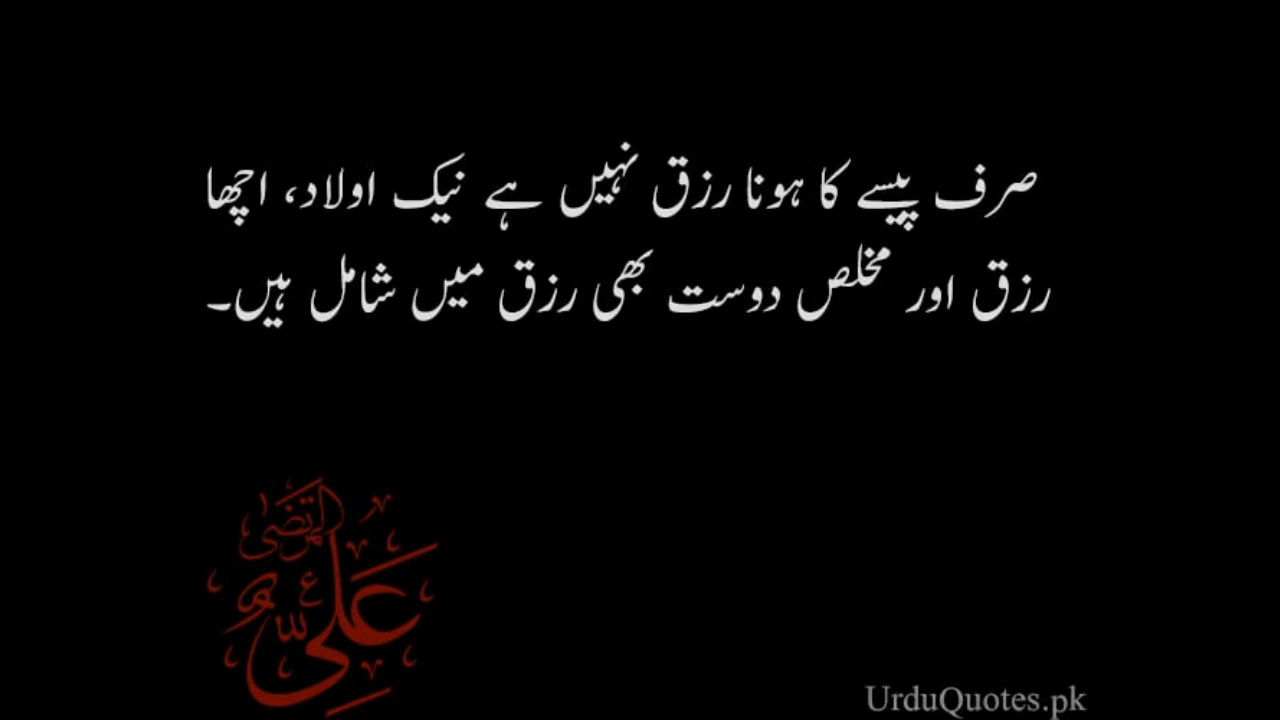 صرف پیسے کا ہونا رزق نہیں ہے نیک اولاد، اچھا
رزق اور مخلص دوست بھی رزق میں شامل ہیں۔
المرتضی
علی
UrduQuotes.pk